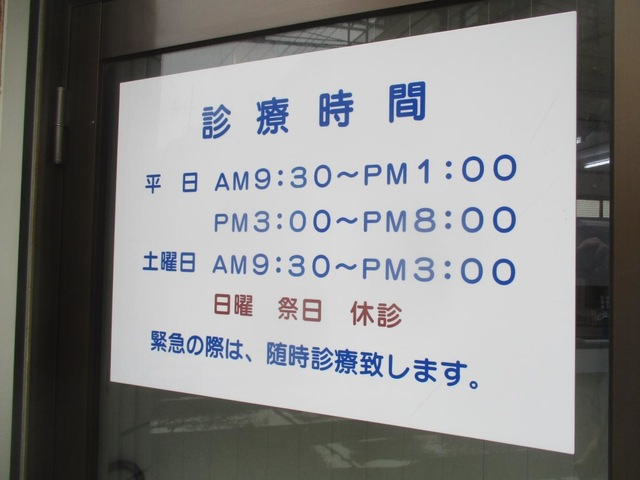 診療時間
平 日 AM9:30～PM1:00
PM3:00～PM8:00
土曜日 AM9:30～PM3:00
日曜 祭日 休診
緊急の際は、随時診療致します。